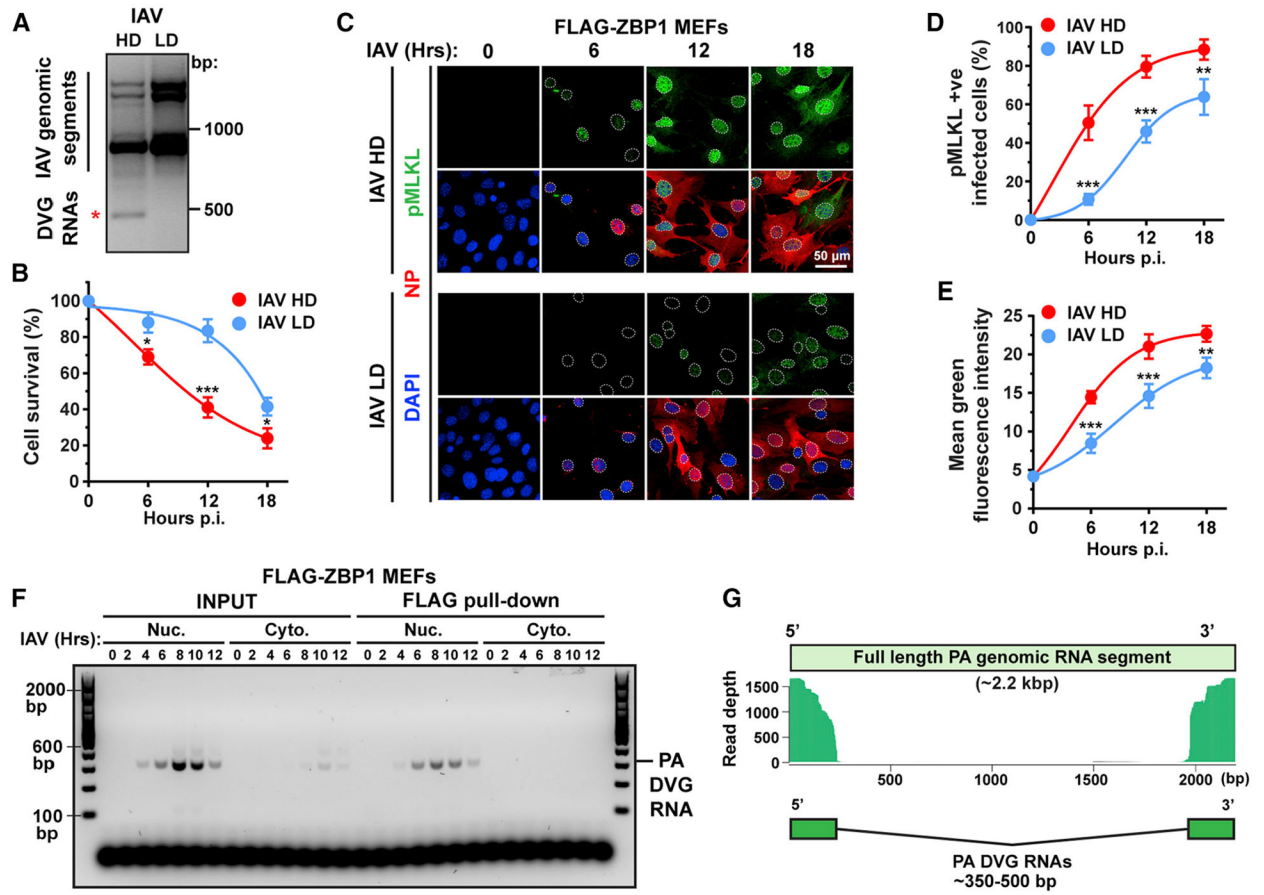 A
IAV
HD LD
bp:
1000
500
IAV genomic segments
DVG RNAs
*
B
Cell survival (%)
100
80
60
40
20
0
IAV HD
IAV LD
*
***
*
0 6 12 18
Hours p.i.
C
FLAG-ZBP1 MEFs
IAV (Hrs): 0 6 12 18
IAV HD
IAV LD
pMLKL
NP
DAPI
50 µm
D
pMLKL +ve infected cells (%)
100
80
60
40
20
0
IAV HD
IAV LD
***
***
**
0 6 12 18
Hours p.i.
E
Mean green fluorescence intensity
25
20
15
10
5
0
IAV HD
IAV LD
***
***
**
0 6 12 18
Hours p.i.
F
FLAG-ZBP1 MEFs
INPUT FLAG pull-down
Nuc. Cyto. Nuc. Cyto.
IAV (Hrs): 0 2 4 6 8 10 12 0 2 4 6 8 10 12 0 2 4 6 8 10 12 0 2 4 6 8 10 12
2000
bp
600
bp
100
bp
PA
DVG
RNA
G
5’ 3’
Full length PA genomic RNA segment
(~2.2 kbp)
Read depth
1500
1000
500
0
500 1000 1500 2000 (bp)
5’ 3’
PA DVG RNAs
~350-500 bp